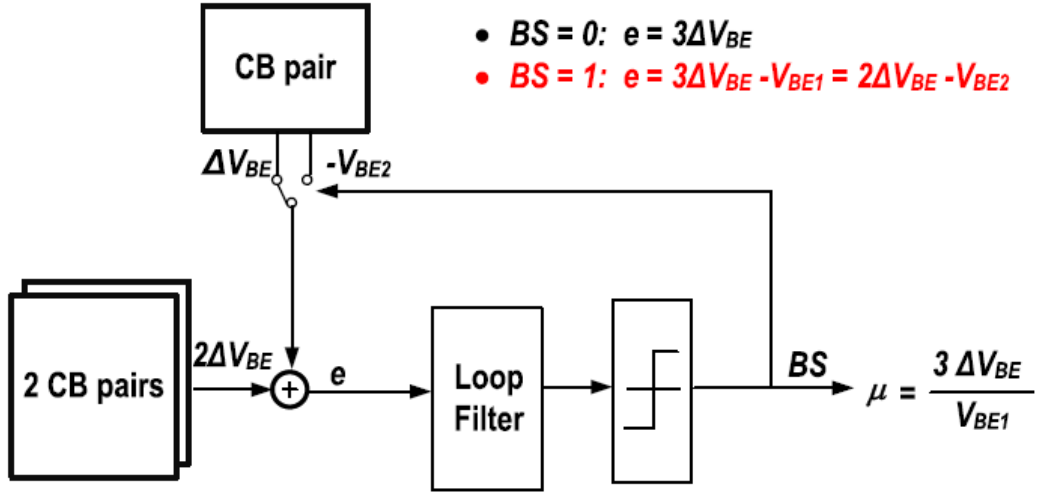 CB pair
• BS = 0: e = 3ΔVBE
• BS = 1: e = 3ΔVBE -VBE1 = 2ΔVBE -VBE2
ΔVBE -VBE2
2 CB pairs
2ΔVBE
+
e
Loop
Filter
BS
μ = 3 ΔVBE / VBE1